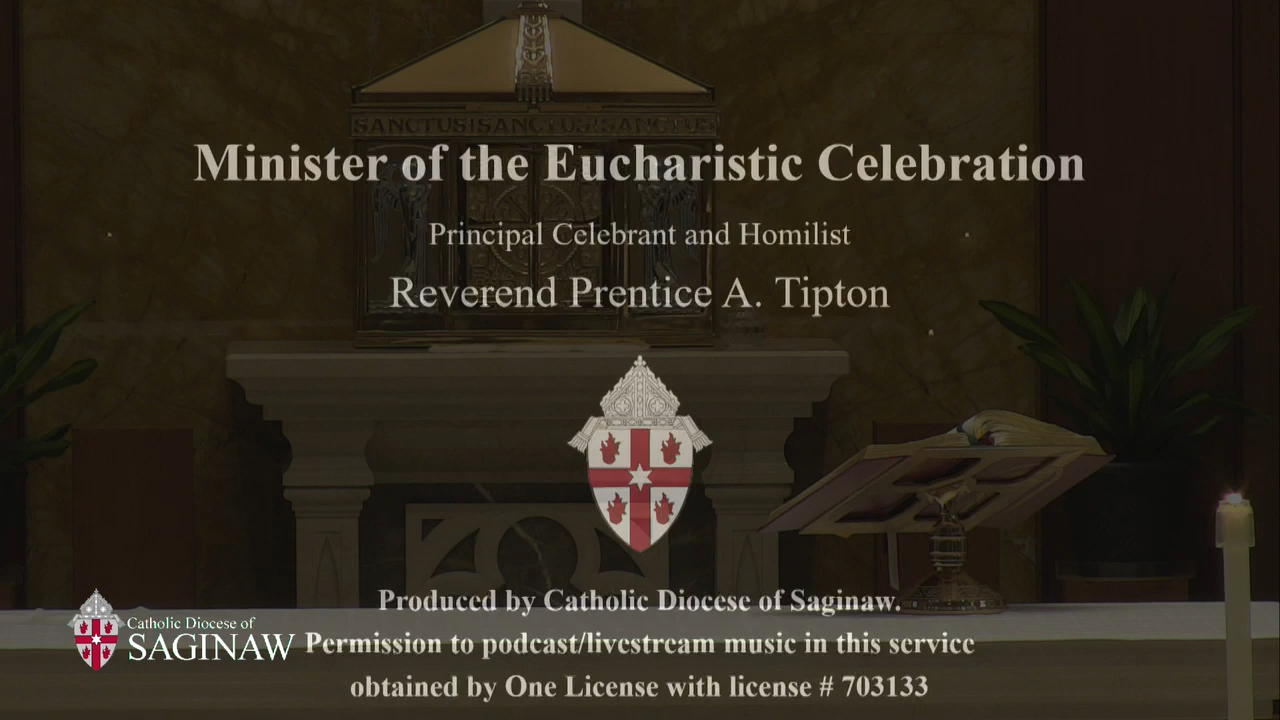 SANCTUS:SANCTUS:SANCTUS
Minister of the Eucharistic Celebration
Principal Celebrant and Homilist
Reverend Prentice A. Tipton
Produced by Catholic Diocese of Saginaw.
Catholic Diocese of
SAGINAW
Permission to podcast/livestream music in this service
obtained by One License with license # 703133